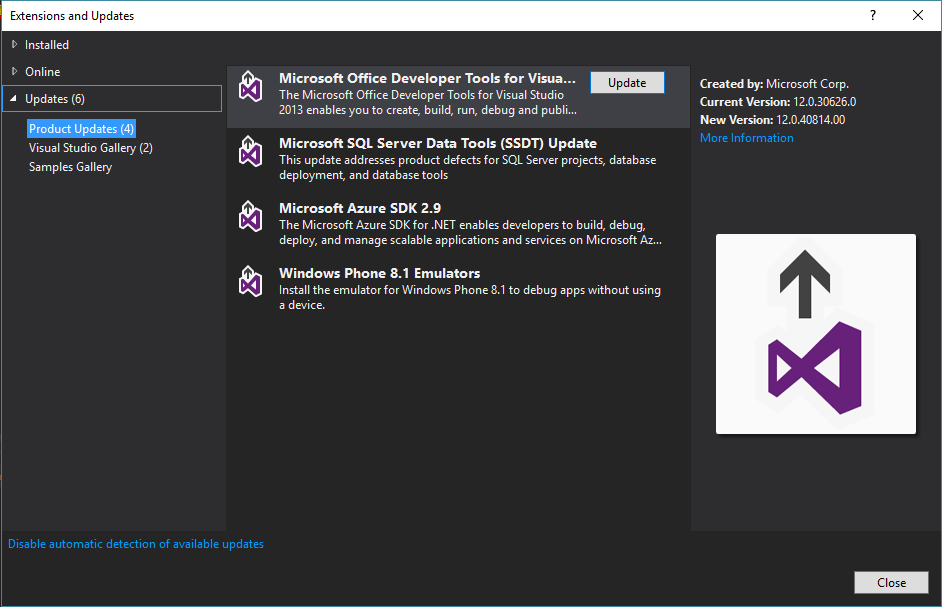 Extensions and Updates
?
Installed
Online
Updates (6)
Product Updates (4)
Visual Studio Gallery (2)
Samples Gallery
Microsoft Office Developer Tools for Visua...
Update
The Microsoft Office Developer Tools for Visual Studio
2013 enables you to create, build, run, debug and publi...
Microsoft SQL Server Data Tools (SSDT) Update
This update addresses product defects for SQL Server projects, database
deployment, and database tools
Microsoft Azure SDK 2.9
The Microsoft Azure SDK for .NET enables developers to build, debug,
deploy, and manage scalable applications and services on Microsoft Az...
Windows Phone 8.1 Emulators
Install the emulator for Windows Phone 8.1 to debug apps without using
a device.
Created by: Microsoft Corp.
Current Version: 12.0.30626.0
New Version: 12.0.40814.00
More Information
Disable automatic detection of available updates
Close